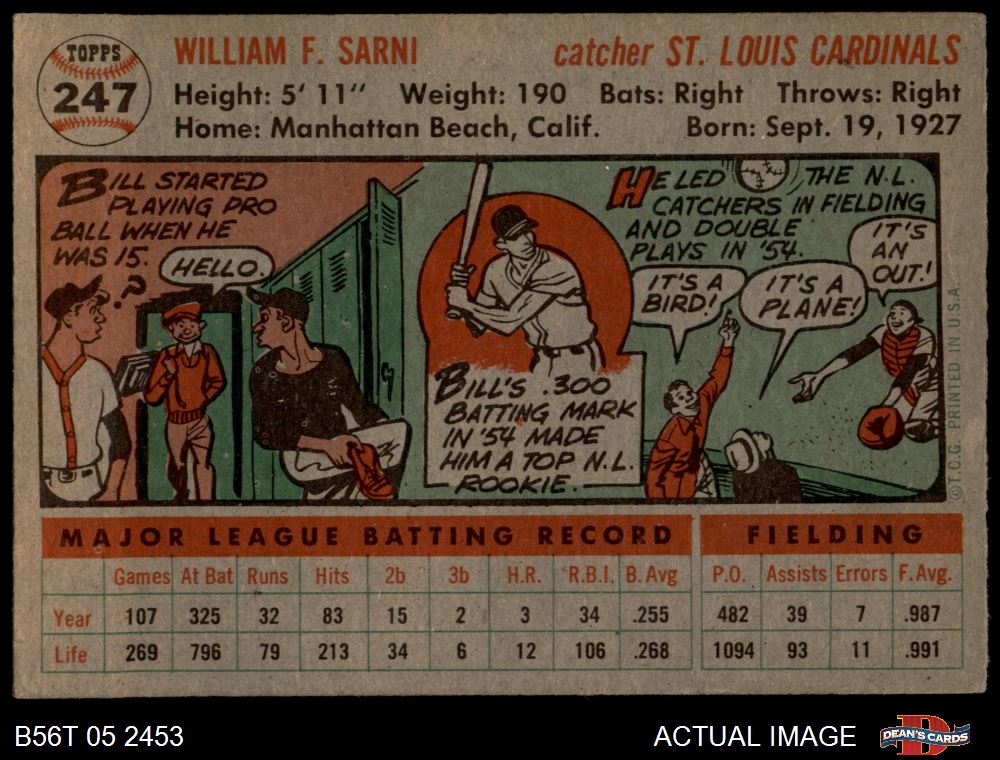 TOPPS
247
WILLIAM F. SARNI
catcher ST. LOUIS CARDINALS
Height: 5' 11" Weight: 190 Bats: Right Throws: Right
Home: Manhattan Beach, Calif. Born: Sept. 19, 1927
BILL STARTED
PLAYING PRO
BALL WHEN HE
WAS 15.
HELLO.
?
BILL'S .300
BATTING MARK
IN '54 MADE
HIM A TOP N.L.
ROOKIE.
HE LED THE N.L.
CATCHERS IN FIELDING
AND DOUBLE
PLAYS IN '54.
IT'S A
BIRD!
IT'S A
PLANE!
IT'S
AN
OUT!
©T.C.G. PRINTED IN U.S.A.
MAJOR LEAGUE BATTING RECORD
FIELDING
Games At Bat Runs Hits 2b 3b H.R. R.B.I. B. Avg P.O. Assists Errors F. Avg.
Year 107 325 32 83 15 2 3 34 .255 482 39 7 .987
Life 269 796 79 213 34 6 12 106 .268 1094 93 11 .991
B56T 05 2453
ACTUAL IMAGE
D
DEAN'S CARDS